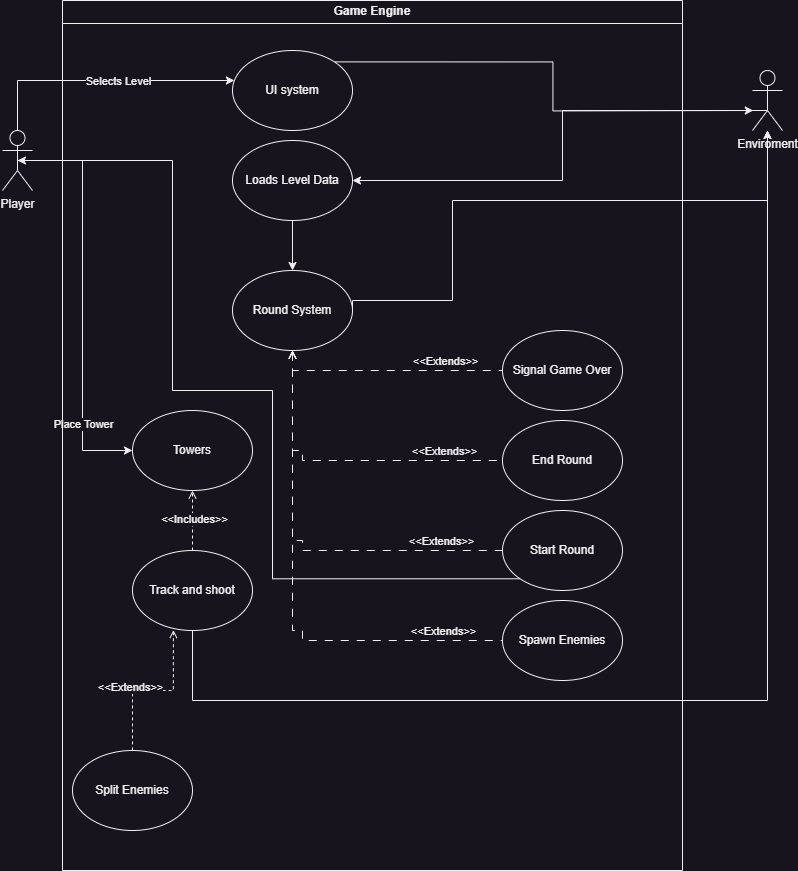 Game Engine
Selects Level
UI system
Enviroment
Loads Level Data
Player
Round System
<<Extends>>
Signal Game Over
Place Tower
Towers
<<Extends>>
End Round
<<Includes>>
<<Extends>>
Start Round
Track and shoot
<<Extends>>
Spawn Enemies
<<Extends>>
Split Enemies